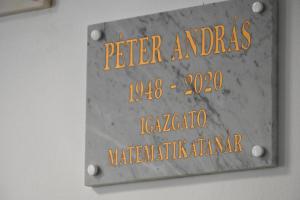 PÉTER ANDRÁS
1948 - 2020
IGAZGATÓ
MATEMATIKATANÁR